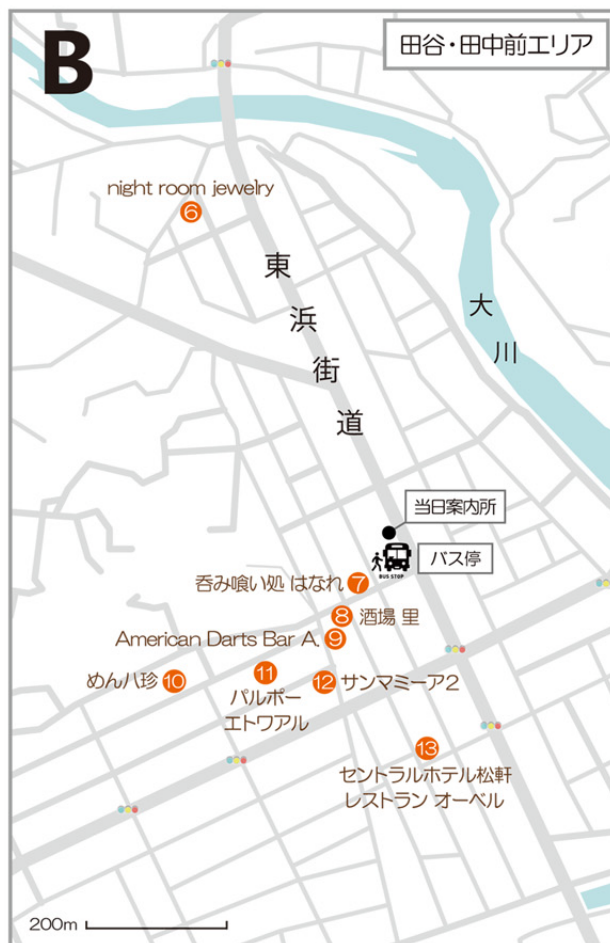 B
田谷・田中前エリア
night room jewelry
6
東浜街道
大川
当日案内所
バス停
BUS STOP
呑み喰い処 はなれ
7
8
酒場 里
American Darts Bar A.
9
めん八珍
10
11
パルポー
エトワアル
12
サンマミーア2
13
セントラルホテル松軒
レストラン オーベル
200m